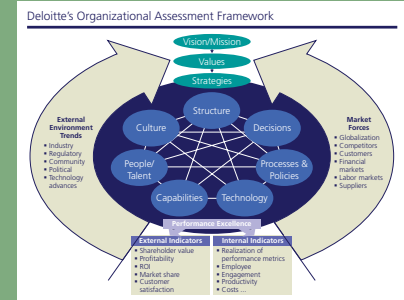 Deloitte's Organizational Assessment Framework
Vision/Mission
Values
Strategies
Structure
Culture
Decisions
People/
Talent
Processes &
Policies
Capabilities
Technology
External
Environment
Trends
• Industry
• Regulatory
• Community
• Political
• Technology
advances
Market
Forces
• Globalization
• Competitors
• Customers
• Financial
markets
• Labor markets
• Suppliers
Performance Excellence
External Indicators
• Shareholder value
• Profitability
• ROI
• Market share
• Customer
satisfaction
Internal Indicators
• Realization of
performance metrics
• Employee
• Engagement
• Productivity
• Costs ...